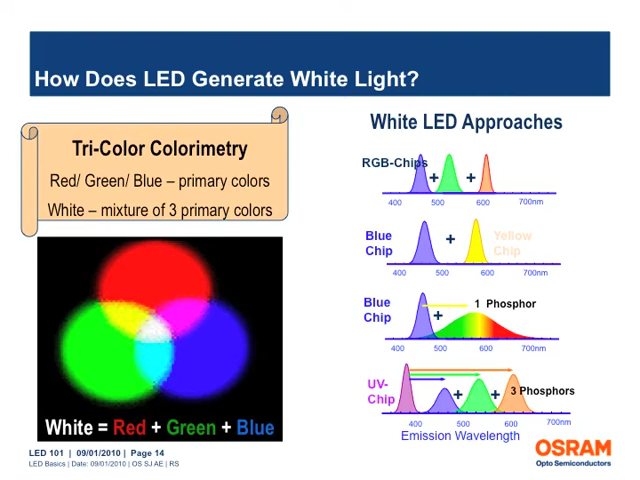 How Does LED Generate White Light?
Tri-Color Colorimetry
Red/ Green/ Blue – primary colors
White – mixture of 3 primary colors
White = Red + Green + Blue
White LED Approaches
RGB-Chips
+ +
400 500 600 700nm
Blue
Chip
+
Yellow
Chip
400 500 600 700nm
Blue
Chip
+
1 Phosphor
400 500 600 700nm
UV-
Chip
+ +
3 Phosphors
400 500 600 700nm
Emission Wavelength
LED 101 | 09/01/2010 | Page 14
LED Basics | Date: 09/01/2010 | OS SJ AE | RS
OSRAM
Opto Semiconductors